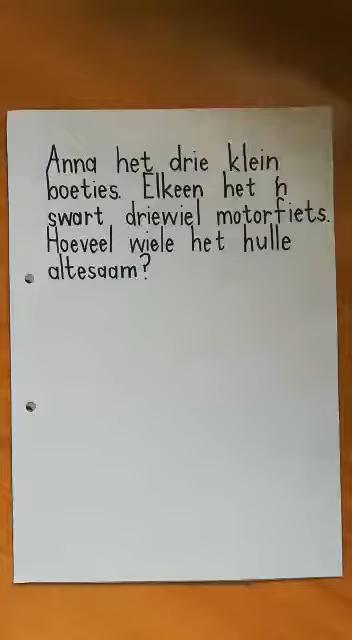 Anna het drie klein
boeties. Elkeen het 'n
swart driewiel motorfiets.
Hoeveel wiele het hulle
altesaam?